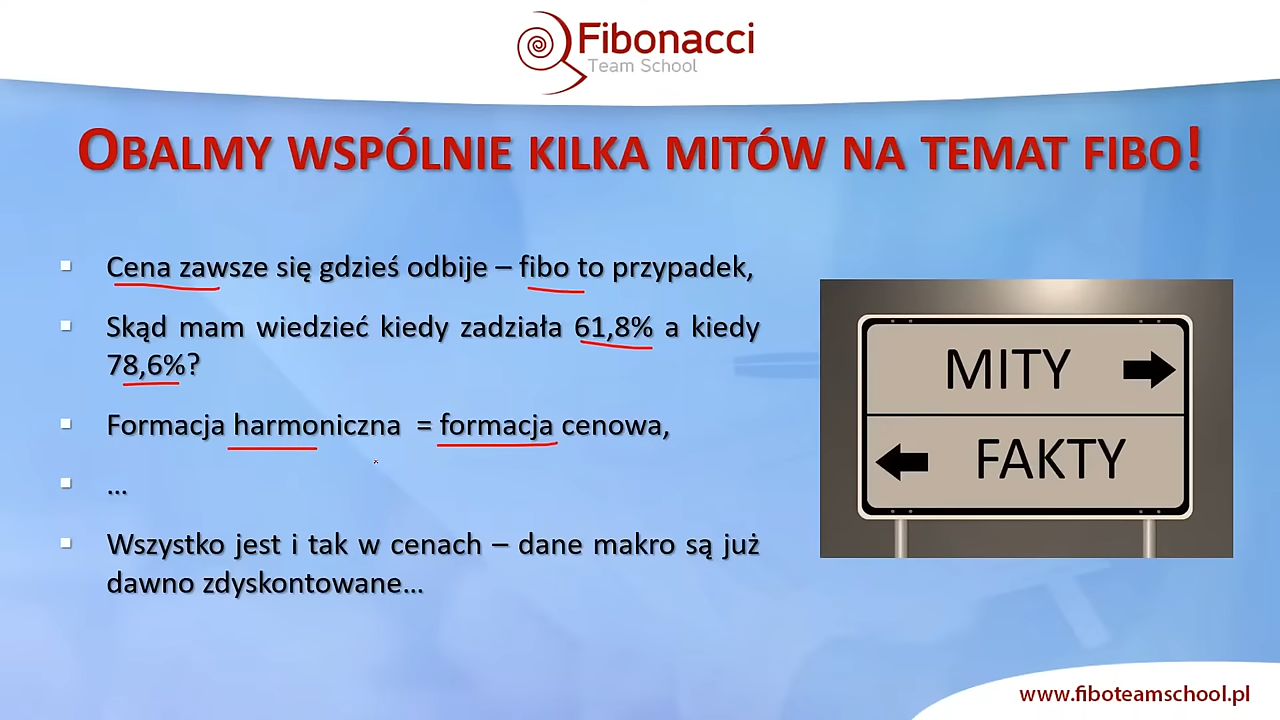 Fibonacci
Team School
OBALMY WSPÓLNIE KILKA MITÓW NA TEMAT FIBO!
▪ Cena zawsze się gdzieś odbije – fibo to przypadek,
▪ Skąd mam wiedzieć kiedy zadziała 61,8% a kiedy
78,6%?
▪ Formacja harmoniczna = formacja cenowa,
▪ ...
▪ Wszystko jest i tak w cenach – dane makro są już
dawno zdyskontowane...
MITY
FAKTY
www.fiboteamschool.pl